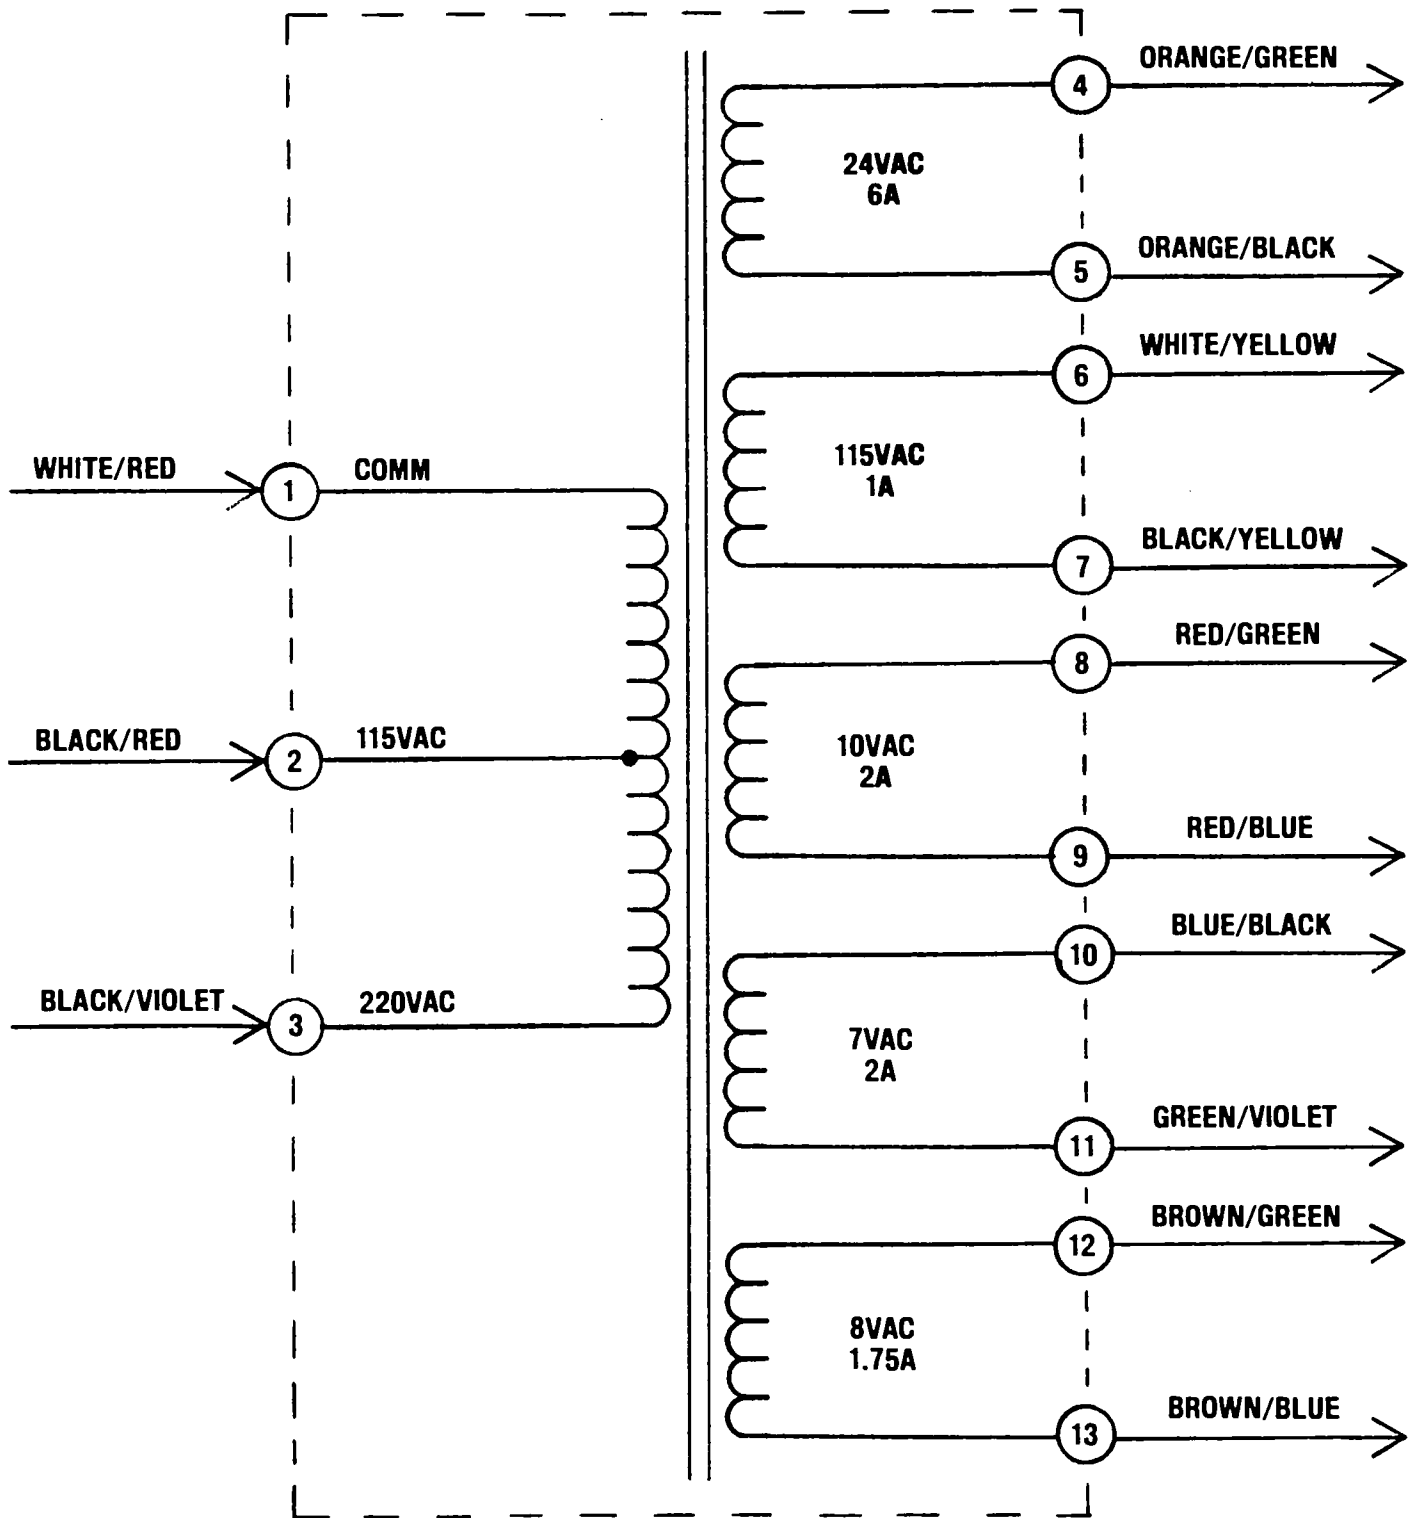 ORANGE/GREEN
4
24VAC
6A
ORANGE/BLACK
5
WHITE/YELLOW
6
WHITE/RED
1
COMM
115VAC
1A
BLACK/YELLOW
7
RED/GREEN
8
BLACK/RED
2
115VAC
10VAC
2A
RED/BLUE
9
BLUE/BLACK
10
BLACK/VIOLET
3
220VAC
7VAC
2A
GREEN/VIOLET
11
BROWN/GREEN
12
8VAC
1.75A
BROWN/BLUE
13